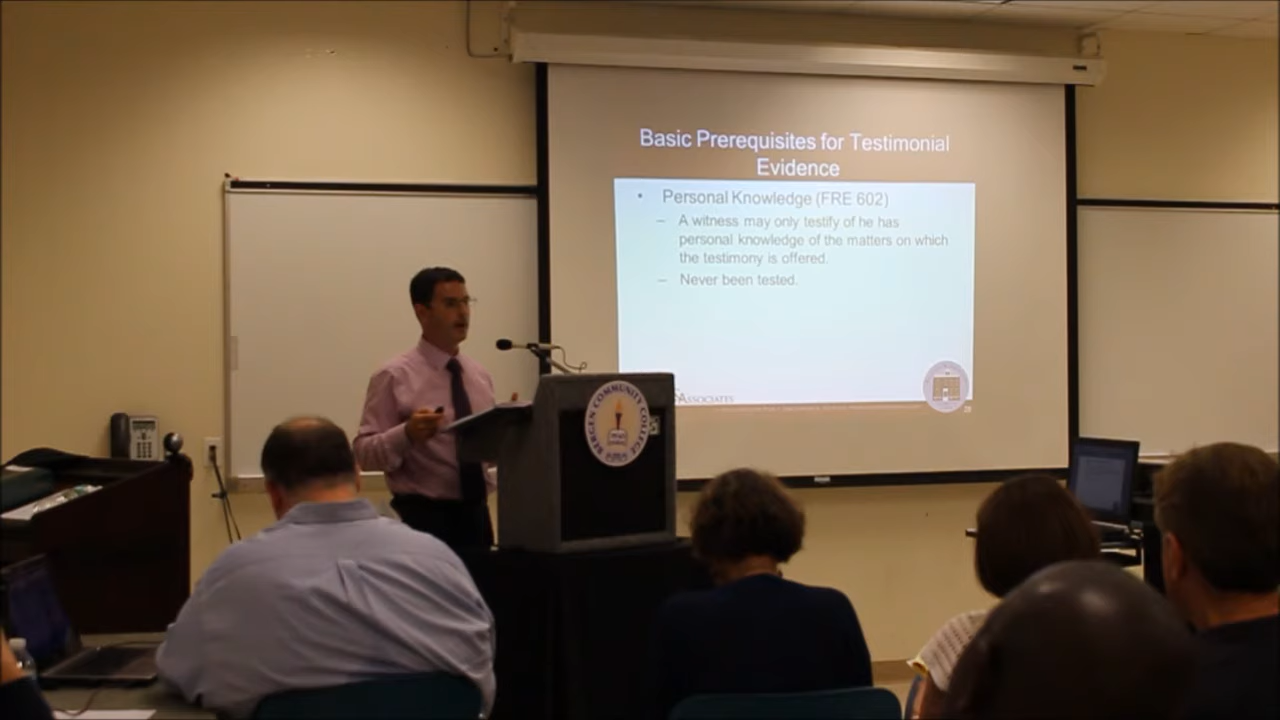 Basic Prerequisites for Testimonial
Evidence
• Personal Knowledge (FRE 602)
– A witness may only testify of he has
personal knowledge of the matters on which
the testimony is offered.
– Never been tested.
ASSOCIATES
BERGEN COMMUNITY COLLEGE